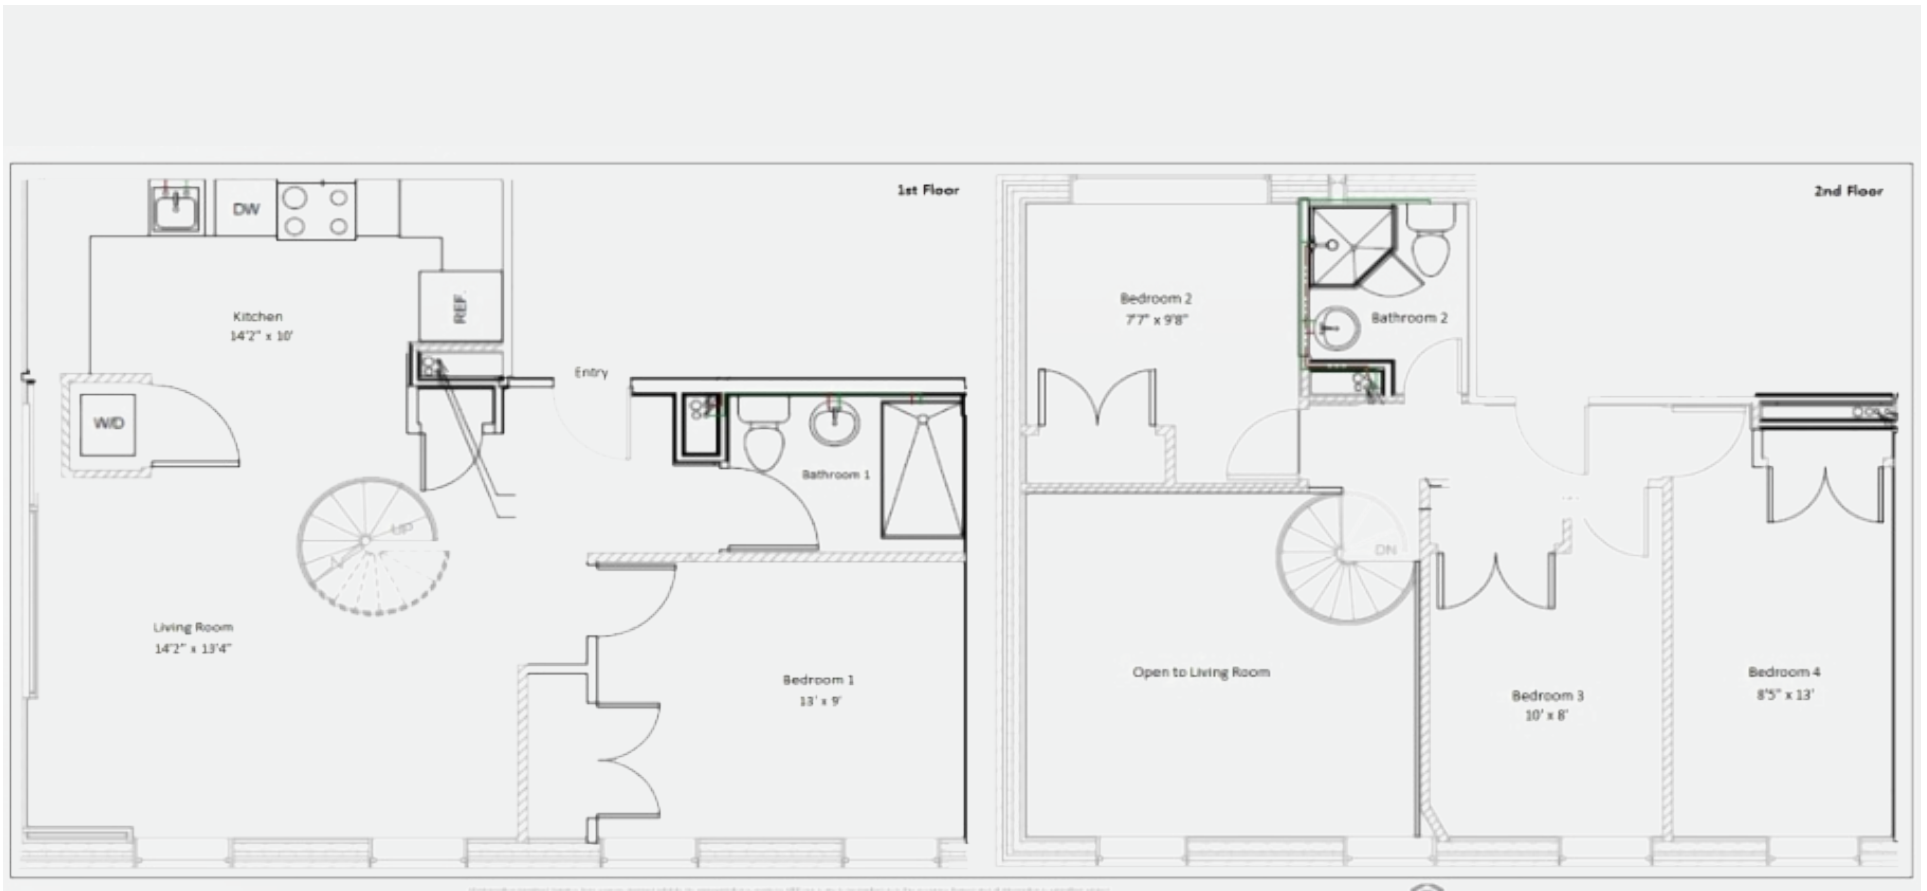 1st Floor
DW
REF.
Kitchen
14'2" x 10'
Entry
W/D
Bathroom 1
UP
Living Room
14'2" x 13'4"
Bedroom 1
13' x 9'
2nd Floor
Bedroom 2
7'7" x 9'8"
Bathroom 2
DN
Open to Living Room
Bedroom 3
10' x 8'
Bedroom 4
8'5" x 13'